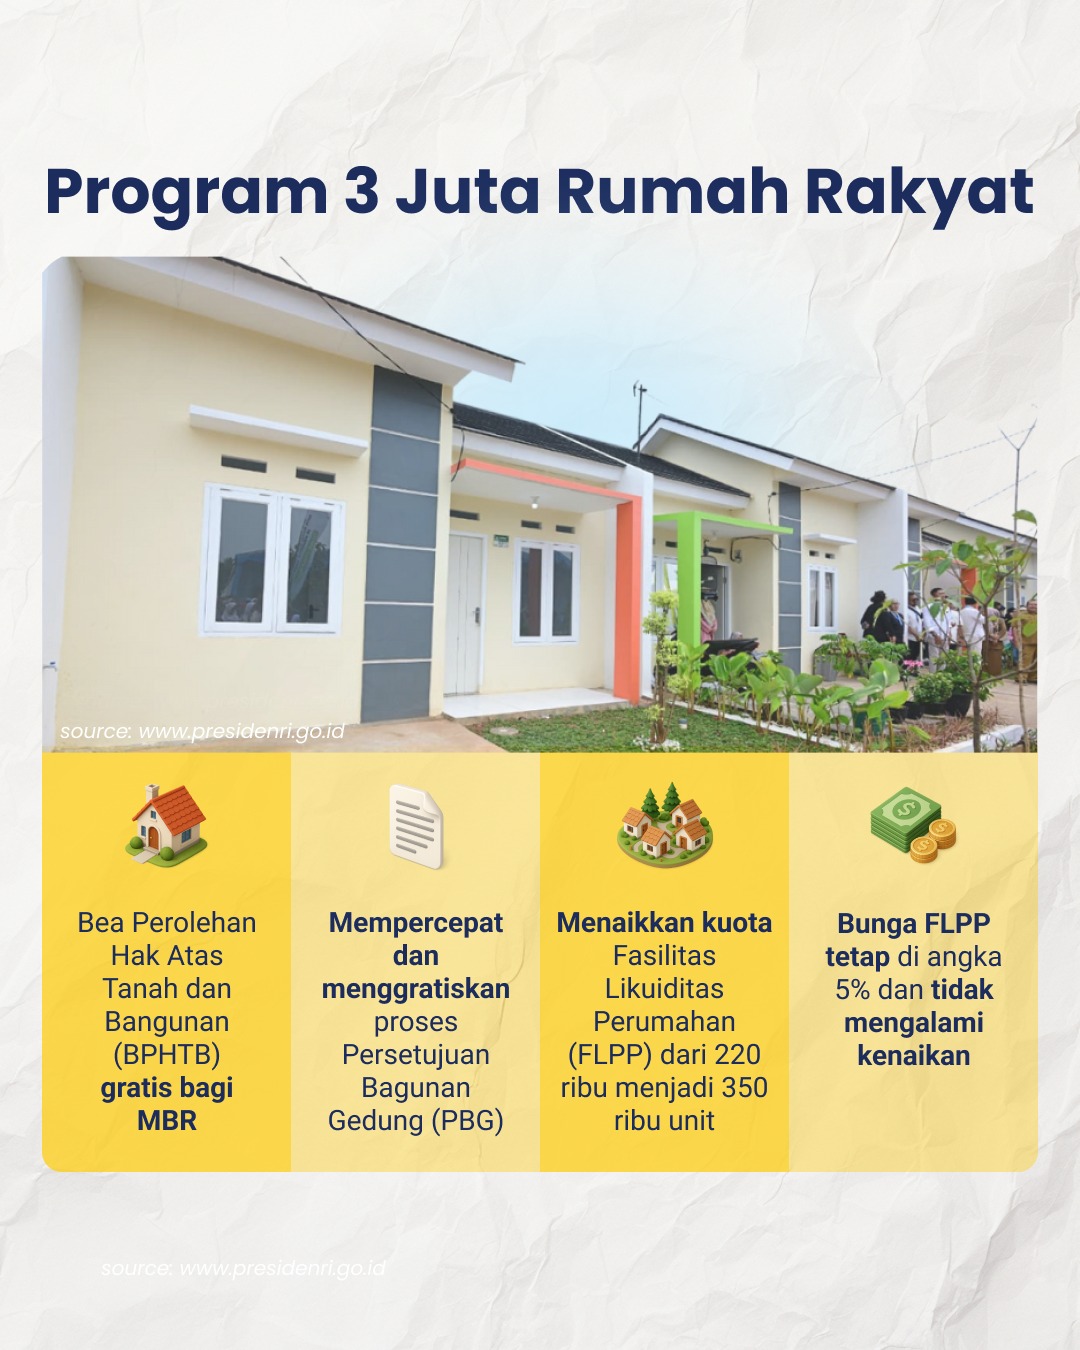 Program 3 Juta Rumah Rakyat
source: www.presidenri.go.id
Bea Perolehan
Hak Atas
Tanah dan
Bangunan
(BPHTB)
gratis bagi
MBR
Mempercepat
dan
menggratiskan
proses
Persetujuan
Bagunan
Gedung (PBG)
Menaikkan kuota
Fasilitas
Likuiditas
Perumahan
(FLPP) dari 220
ribu menjadi 350
ribu unit
Bunga FLPP
tetap di angka
5% dan tidak
mengalami
kenaikan
source: www.presidenri.go.id